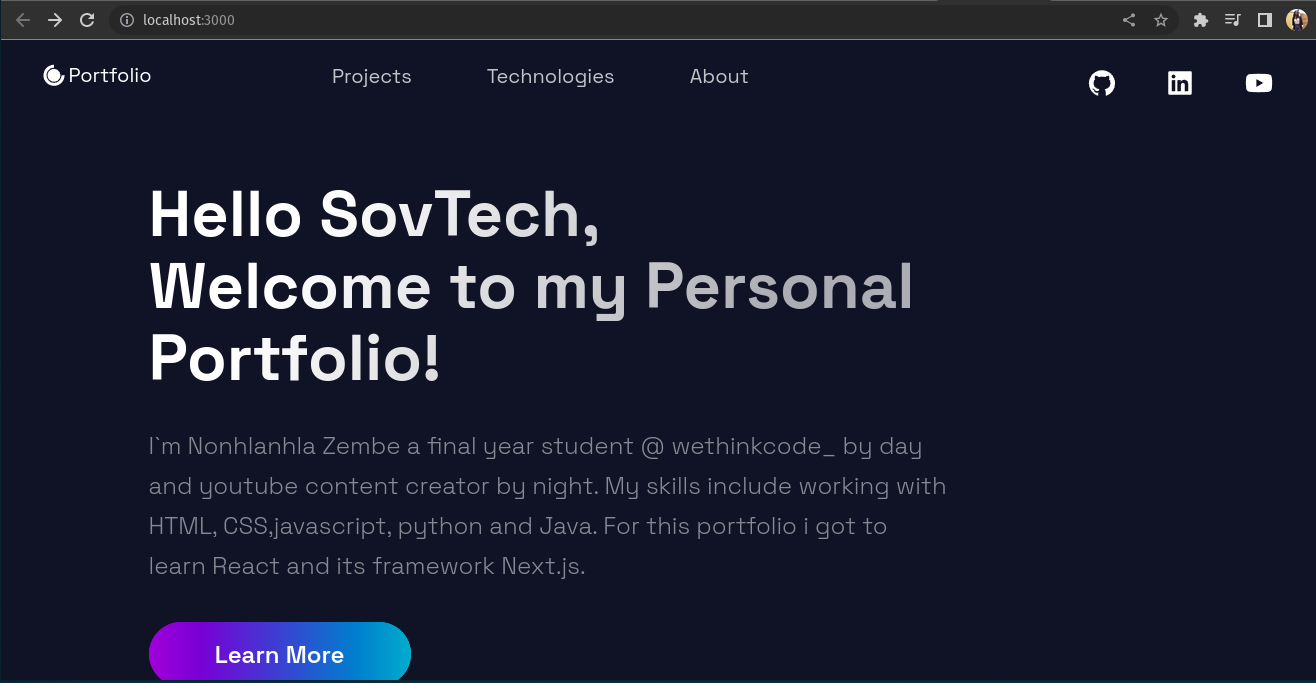 localhost:3000
Portfolio Projects Technologies About
Hello SovTech,
Welcome to my Personal
Portfolio!
I`m Nonhlanhla Zembe a final year student @ wethinkcode_ by day
and youtube content creator by night. My skills include working with
HTML, CSS,javascript, python and Java. For this portfolio i got to
learn React and its framework Next.js.
Learn More